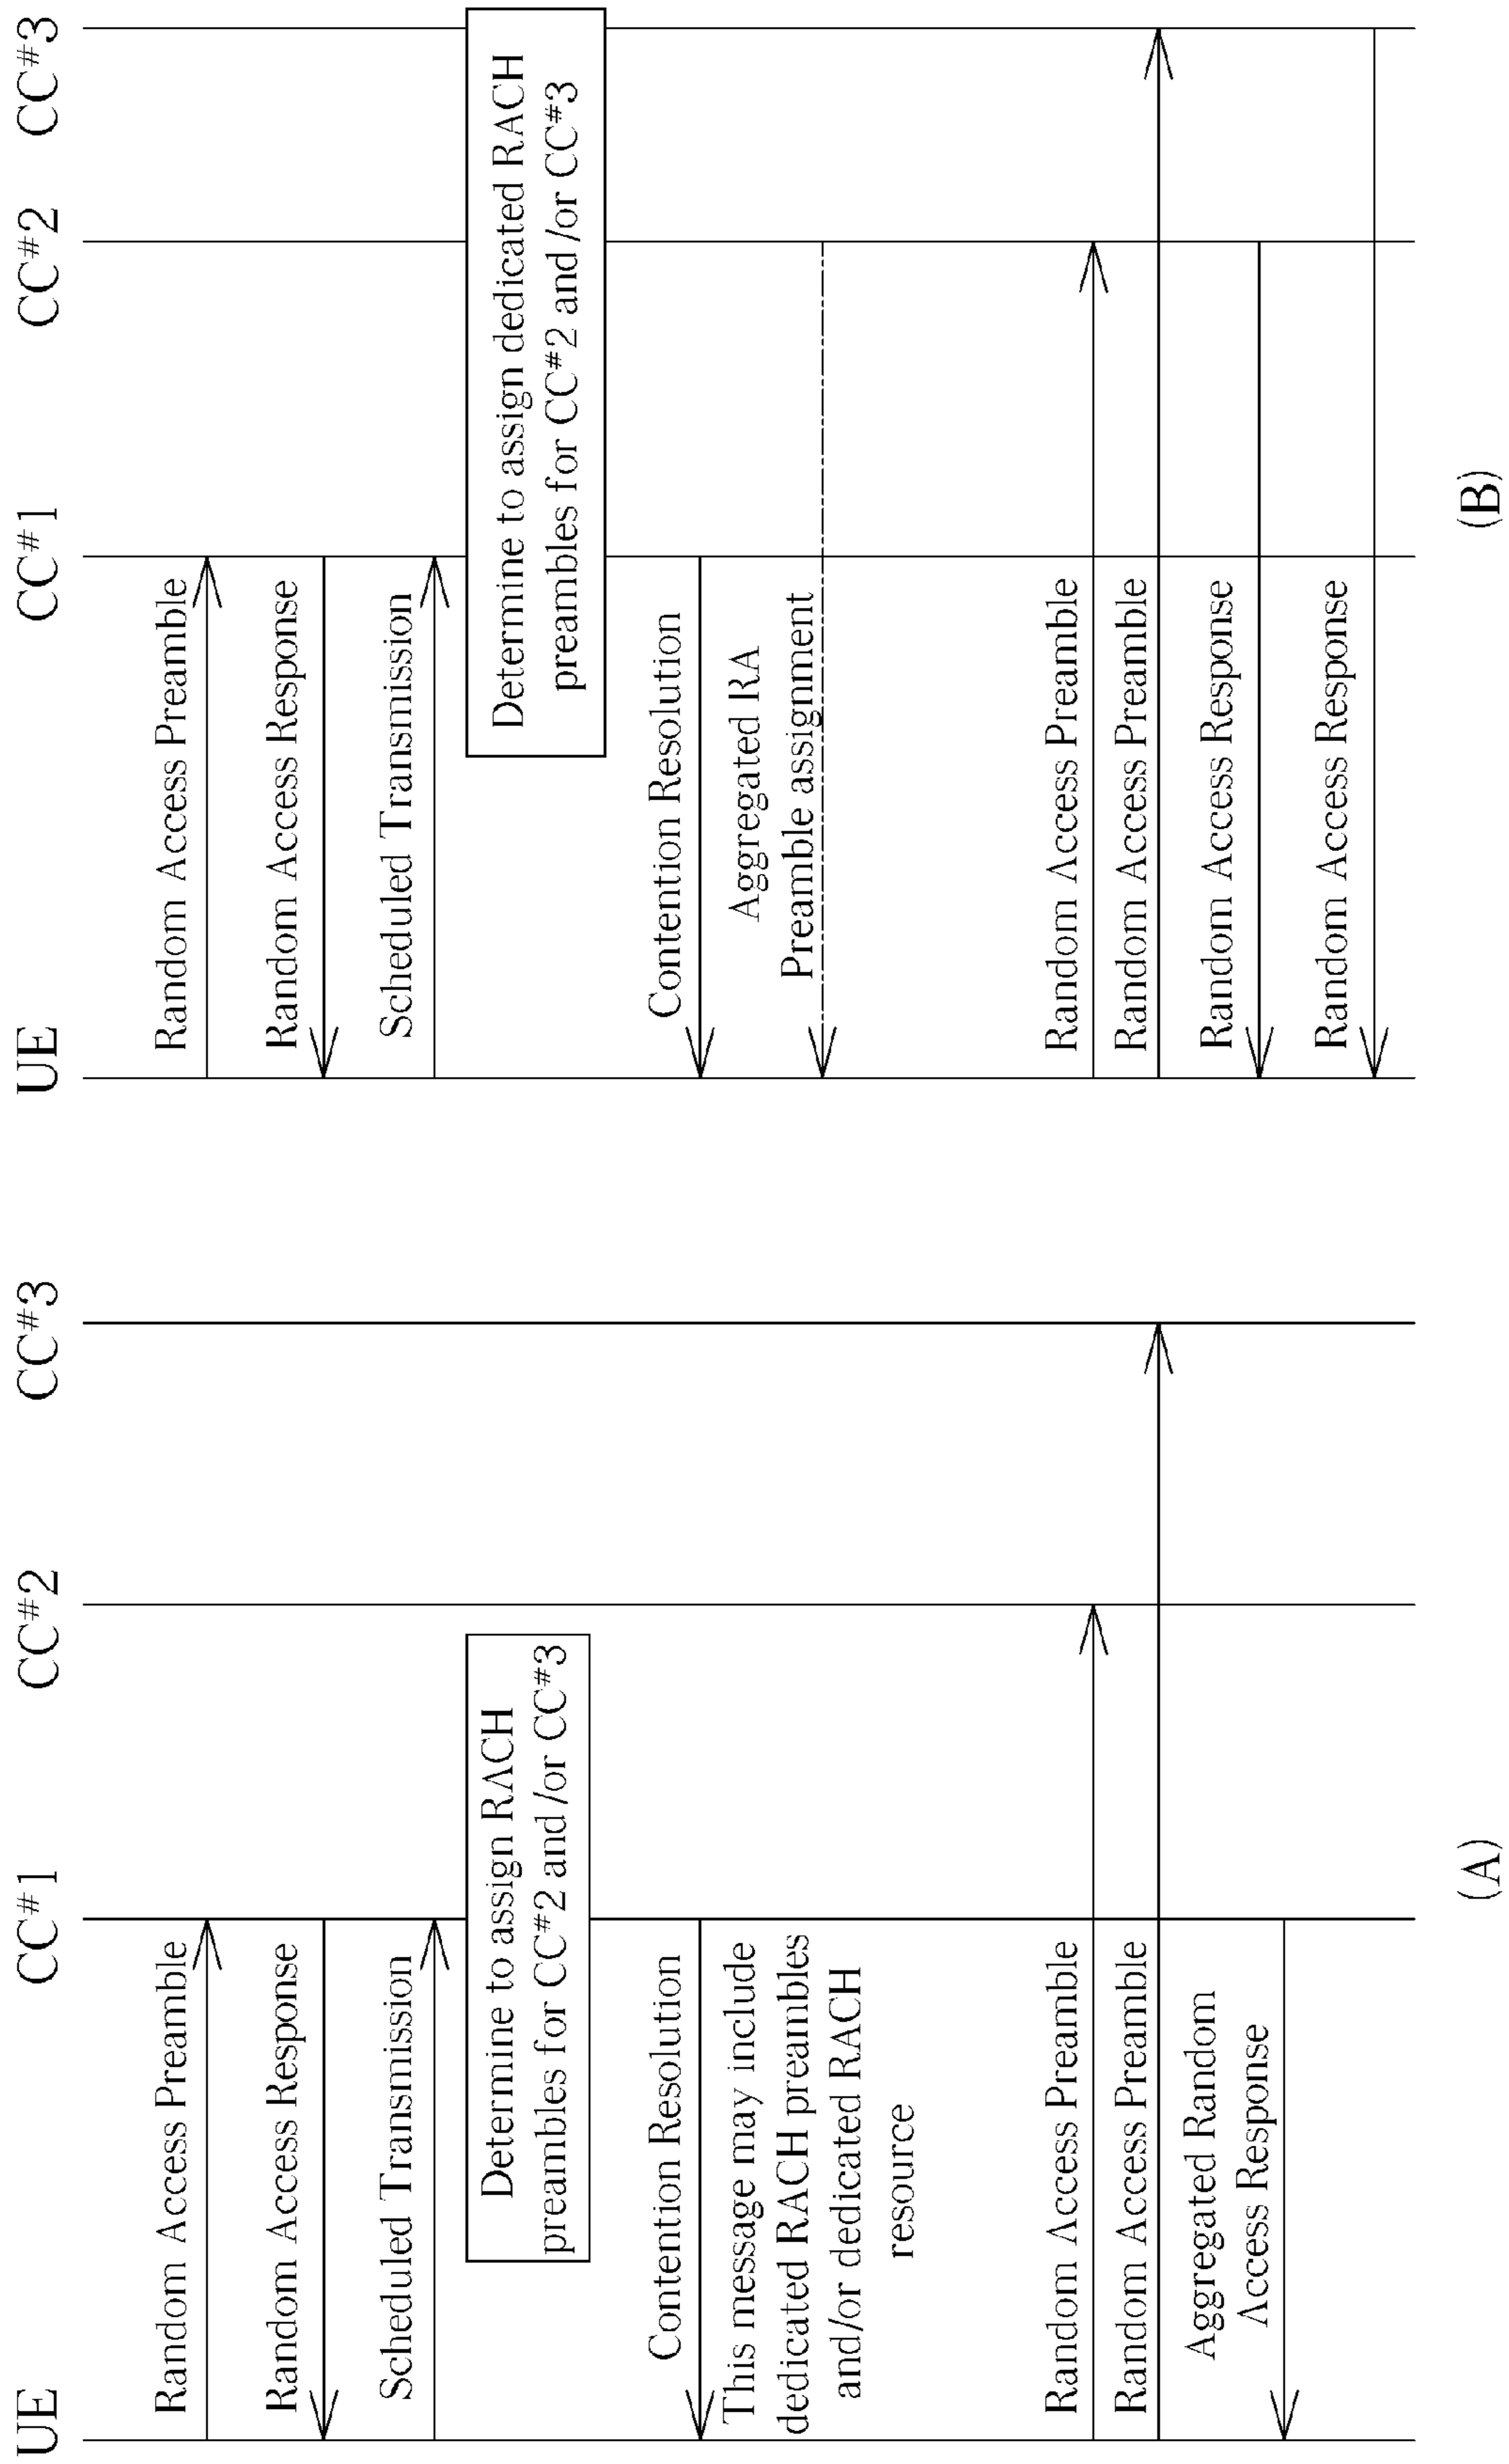 UE CC#1 CC#2 CC#3
Random Access Preamble
Random Access Response
Scheduled Transmission
Determine to assign RACH
preambles for CC#2 and/or CC#3
Contention Resolution
This message may include
dedicated RACH preambles
and/or dedicated RACH
resource
Random Access Preamble
Random Access Preamble
Aggregated Random
Access Response
(A)
UE CC#1 CC#2 CC#3
Random Access Preamble
Random Access Response
Scheduled Transmission
Determine to assign dedicated RACH
preambles for CC#2 and/or CC#3
Contention Resolution
Aggregated RA
Preamble assignment
Random Access Preamble
Random Access Preamble
Random Access Response
Random Access Response
(B)